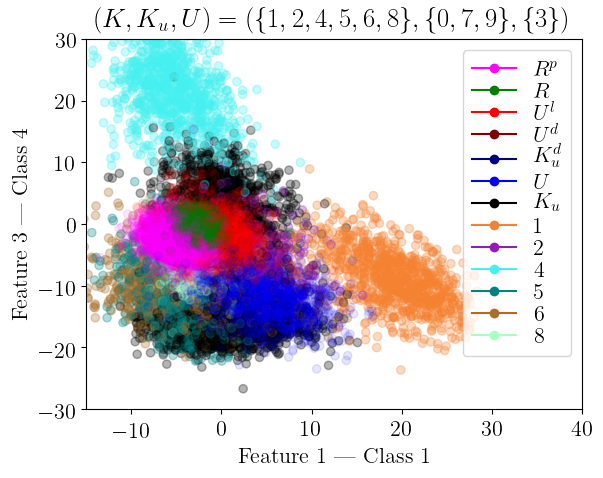 (K, K_u, U) = ({1, 2, 4, 5, 6, 8}, {0, 7, 9}, {3})
30
20
10
0
−10
−20
−30
Feature 3 — Class 4
R^p
R
U^l
U^d
K_u^d
U
K_u
1
2
4
5
6
8
−10
0
10
20
30
40
Feature 1 — Class 1